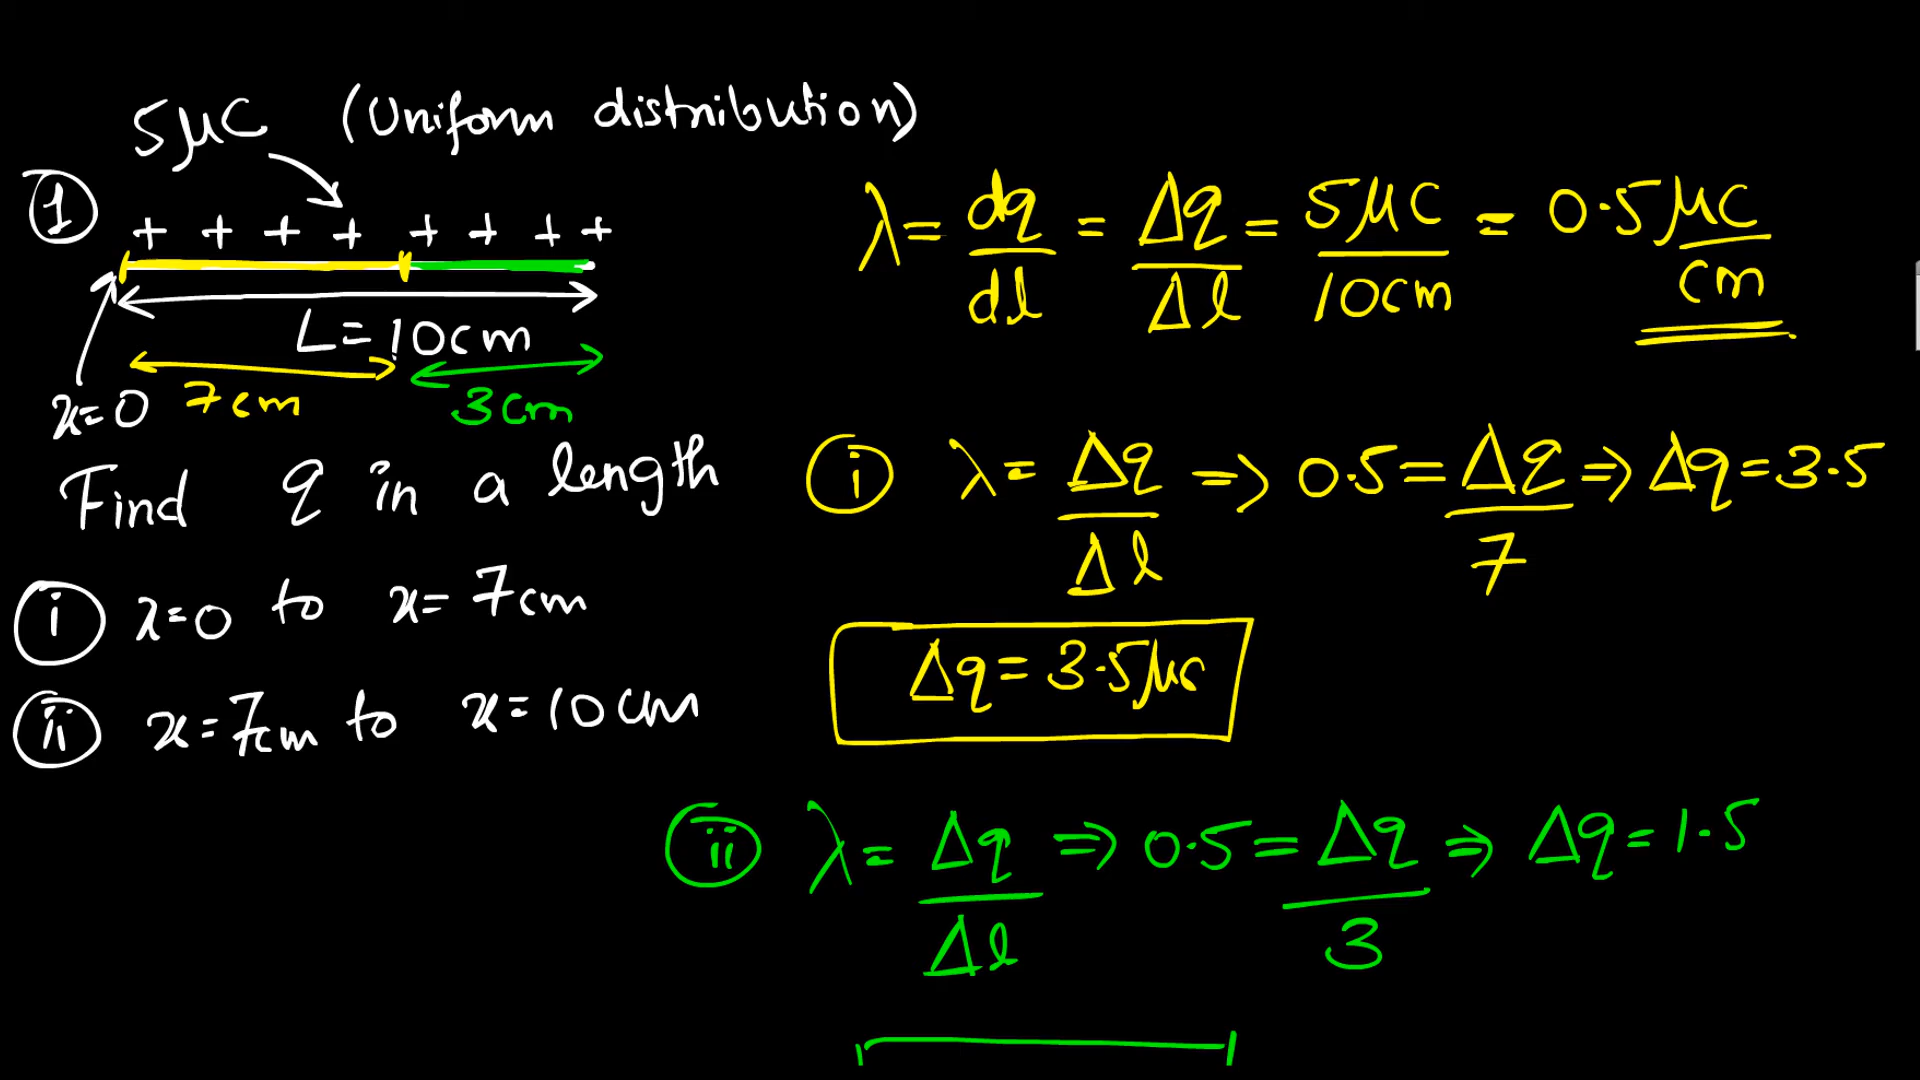 5μC (Uniform distribution)
① + + + + + + + +
L=10cm
x=0 7cm 3cm
Find q in a length
ⓘ x=0 to x=7cm
ⅱ x=7cm to x=10cm
λ = dq/dl = Δq/Δl = 5μC/10cm = 0.5μC/cm
ⓘ λ = Δq/Δl ⇒ 0.5 = Δq/7 ⇒ Δq = 3.5
Δq = 3.5μC
ⅱ λ = Δq/Δl ⇒ 0.5 = Δq/3 ⇒ Δq = 1.5